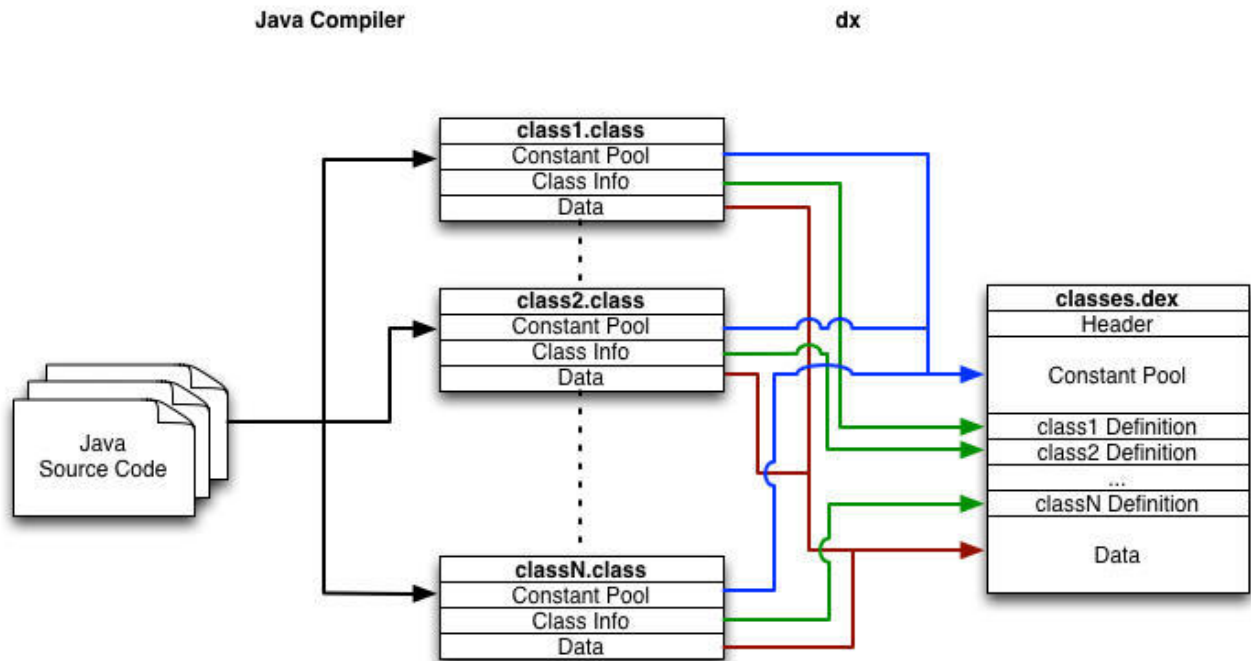 Java Compiler
dx
class1.class
Constant Pool
Class Info
Data
class2.class
Constant Pool
Class Info
Data
classN.class
Constant Pool
Class Info
Data
Java
Source Code
classes.dex
Header
Constant Pool
class1 Definition
class2 Definition
...
classN Definition
Data